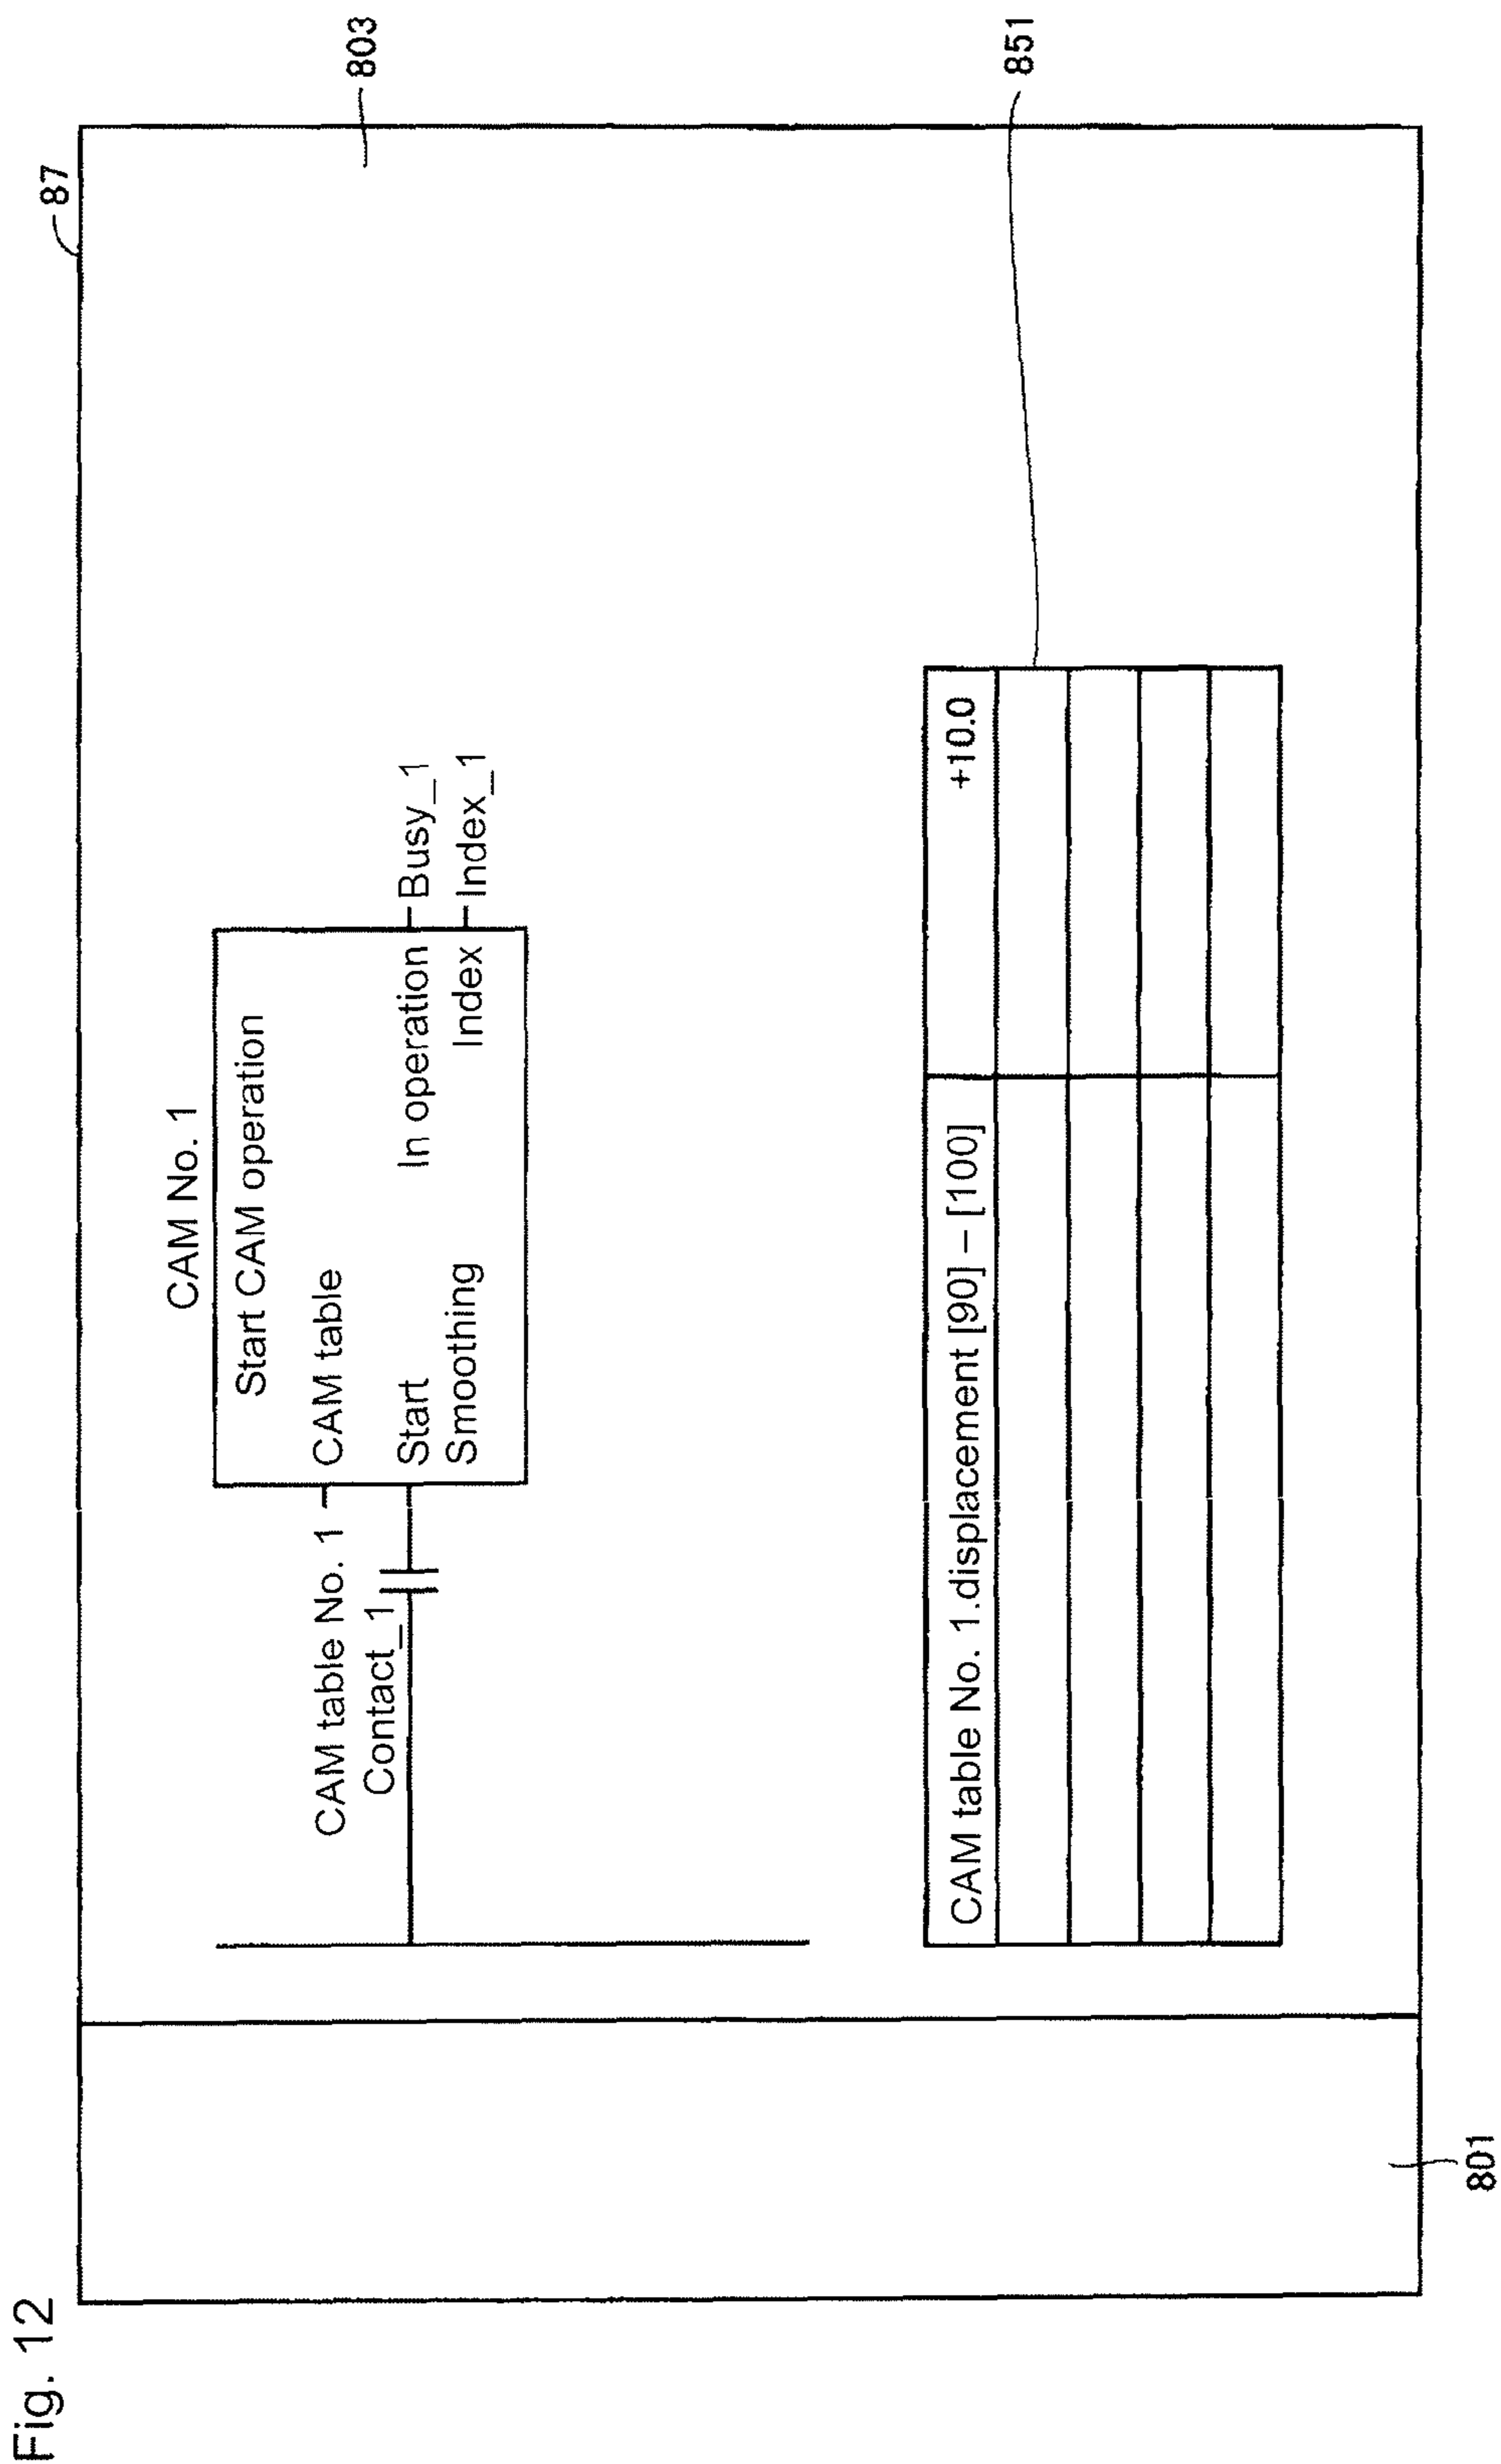 Fig. 12
87
803
CAM No. 1
Start CAM operation
CAM table No. 1
CAM table
Contact_1
Start
In operation
Busy_1
Smoothing
Index
Index_1
CAM table No. 1.displacement [90] – [100]
+10.0
851
801